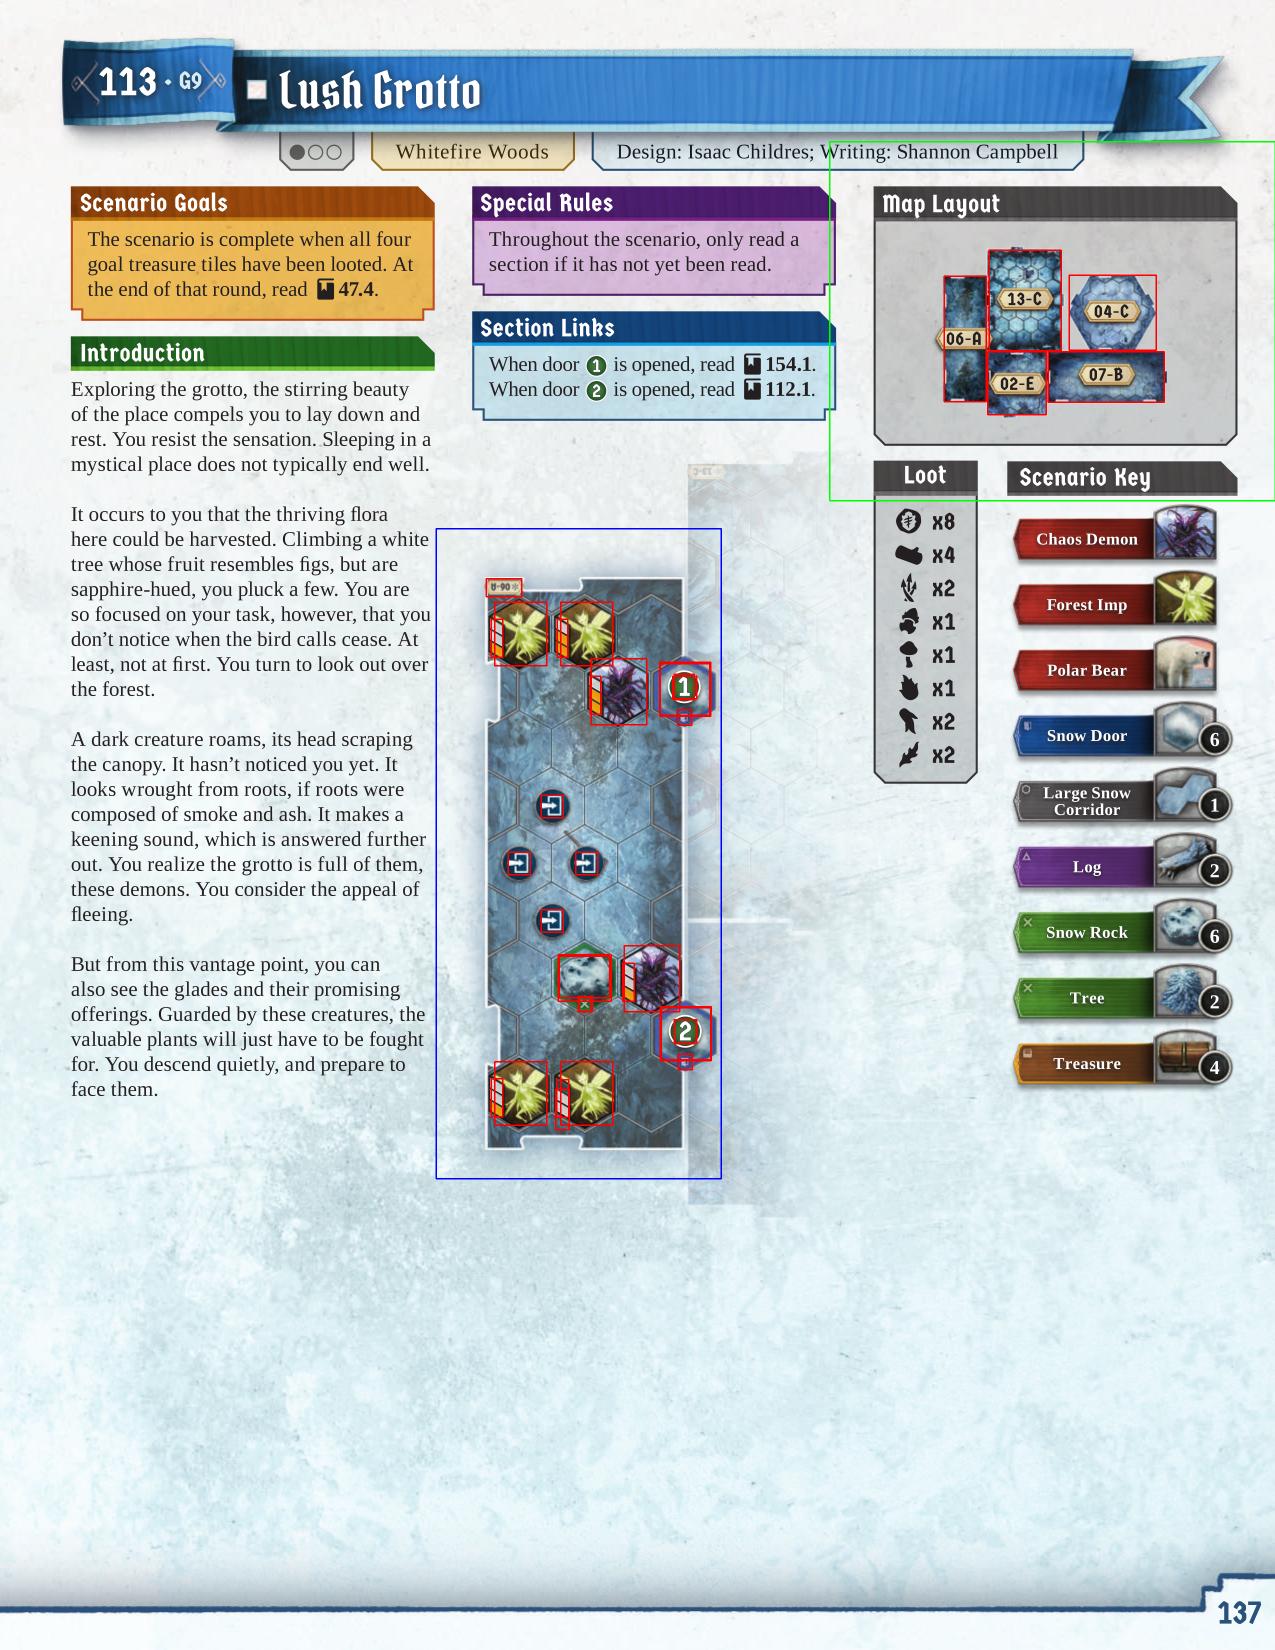 113 · G9
Lush Grotto
Whitefire Woods
Design: Isaac Childres; Writing: Shannon Campbell
Scenario Goals
The scenario is complete when all four
goal treasure tiles have been looted. At
the end of that round, read 47.4.
Introduction
Exploring the grotto, the stirring beauty
of the place compels you to lay down and
rest. You resist the sensation. Sleeping in a
mystical place does not typically end well.
It occurs to you that the thriving flora
here could be harvested. Climbing a white
tree whose fruit resembles figs, but are
sapphire-hued, you pluck a few. You are
so focused on your task, however, that you
don’t notice when the bird calls cease. At
least, not at first. You turn to look out over
the forest.
A dark creature roams, its head scraping
the canopy. It hasn’t noticed you yet. It
looks wrought from roots, if roots were
composed of smoke and ash. It makes a
keening sound, which is answered further
out. You realize the grotto is full of them,
these demons. You consider the appeal of
fleeing.
But from this vantage point, you can
also see the glades and their promising
offerings. Guarded by these creatures, the
valuable plants will just have to be fought
for. You descend quietly, and prepare to
face them.
Special Rules
Throughout the scenario, only read a
section if it has not yet been read.
Section Links
When door 1 is opened, read 154.1.
When door 2 is opened, read 112.1.
06-A
1
2
13-C
Map Layout
13-C
04-C
06-A
07-B
02-E
Loot
x8
x4
x2
x1
x1
x1
x2
x2
Scenario Key
Chaos Demon
Forest Imp
Polar Bear
Snow Door 6
Large Snow
Corridor 1
Log 2
Snow Rock 6
Tree 2
Treasure 4
137